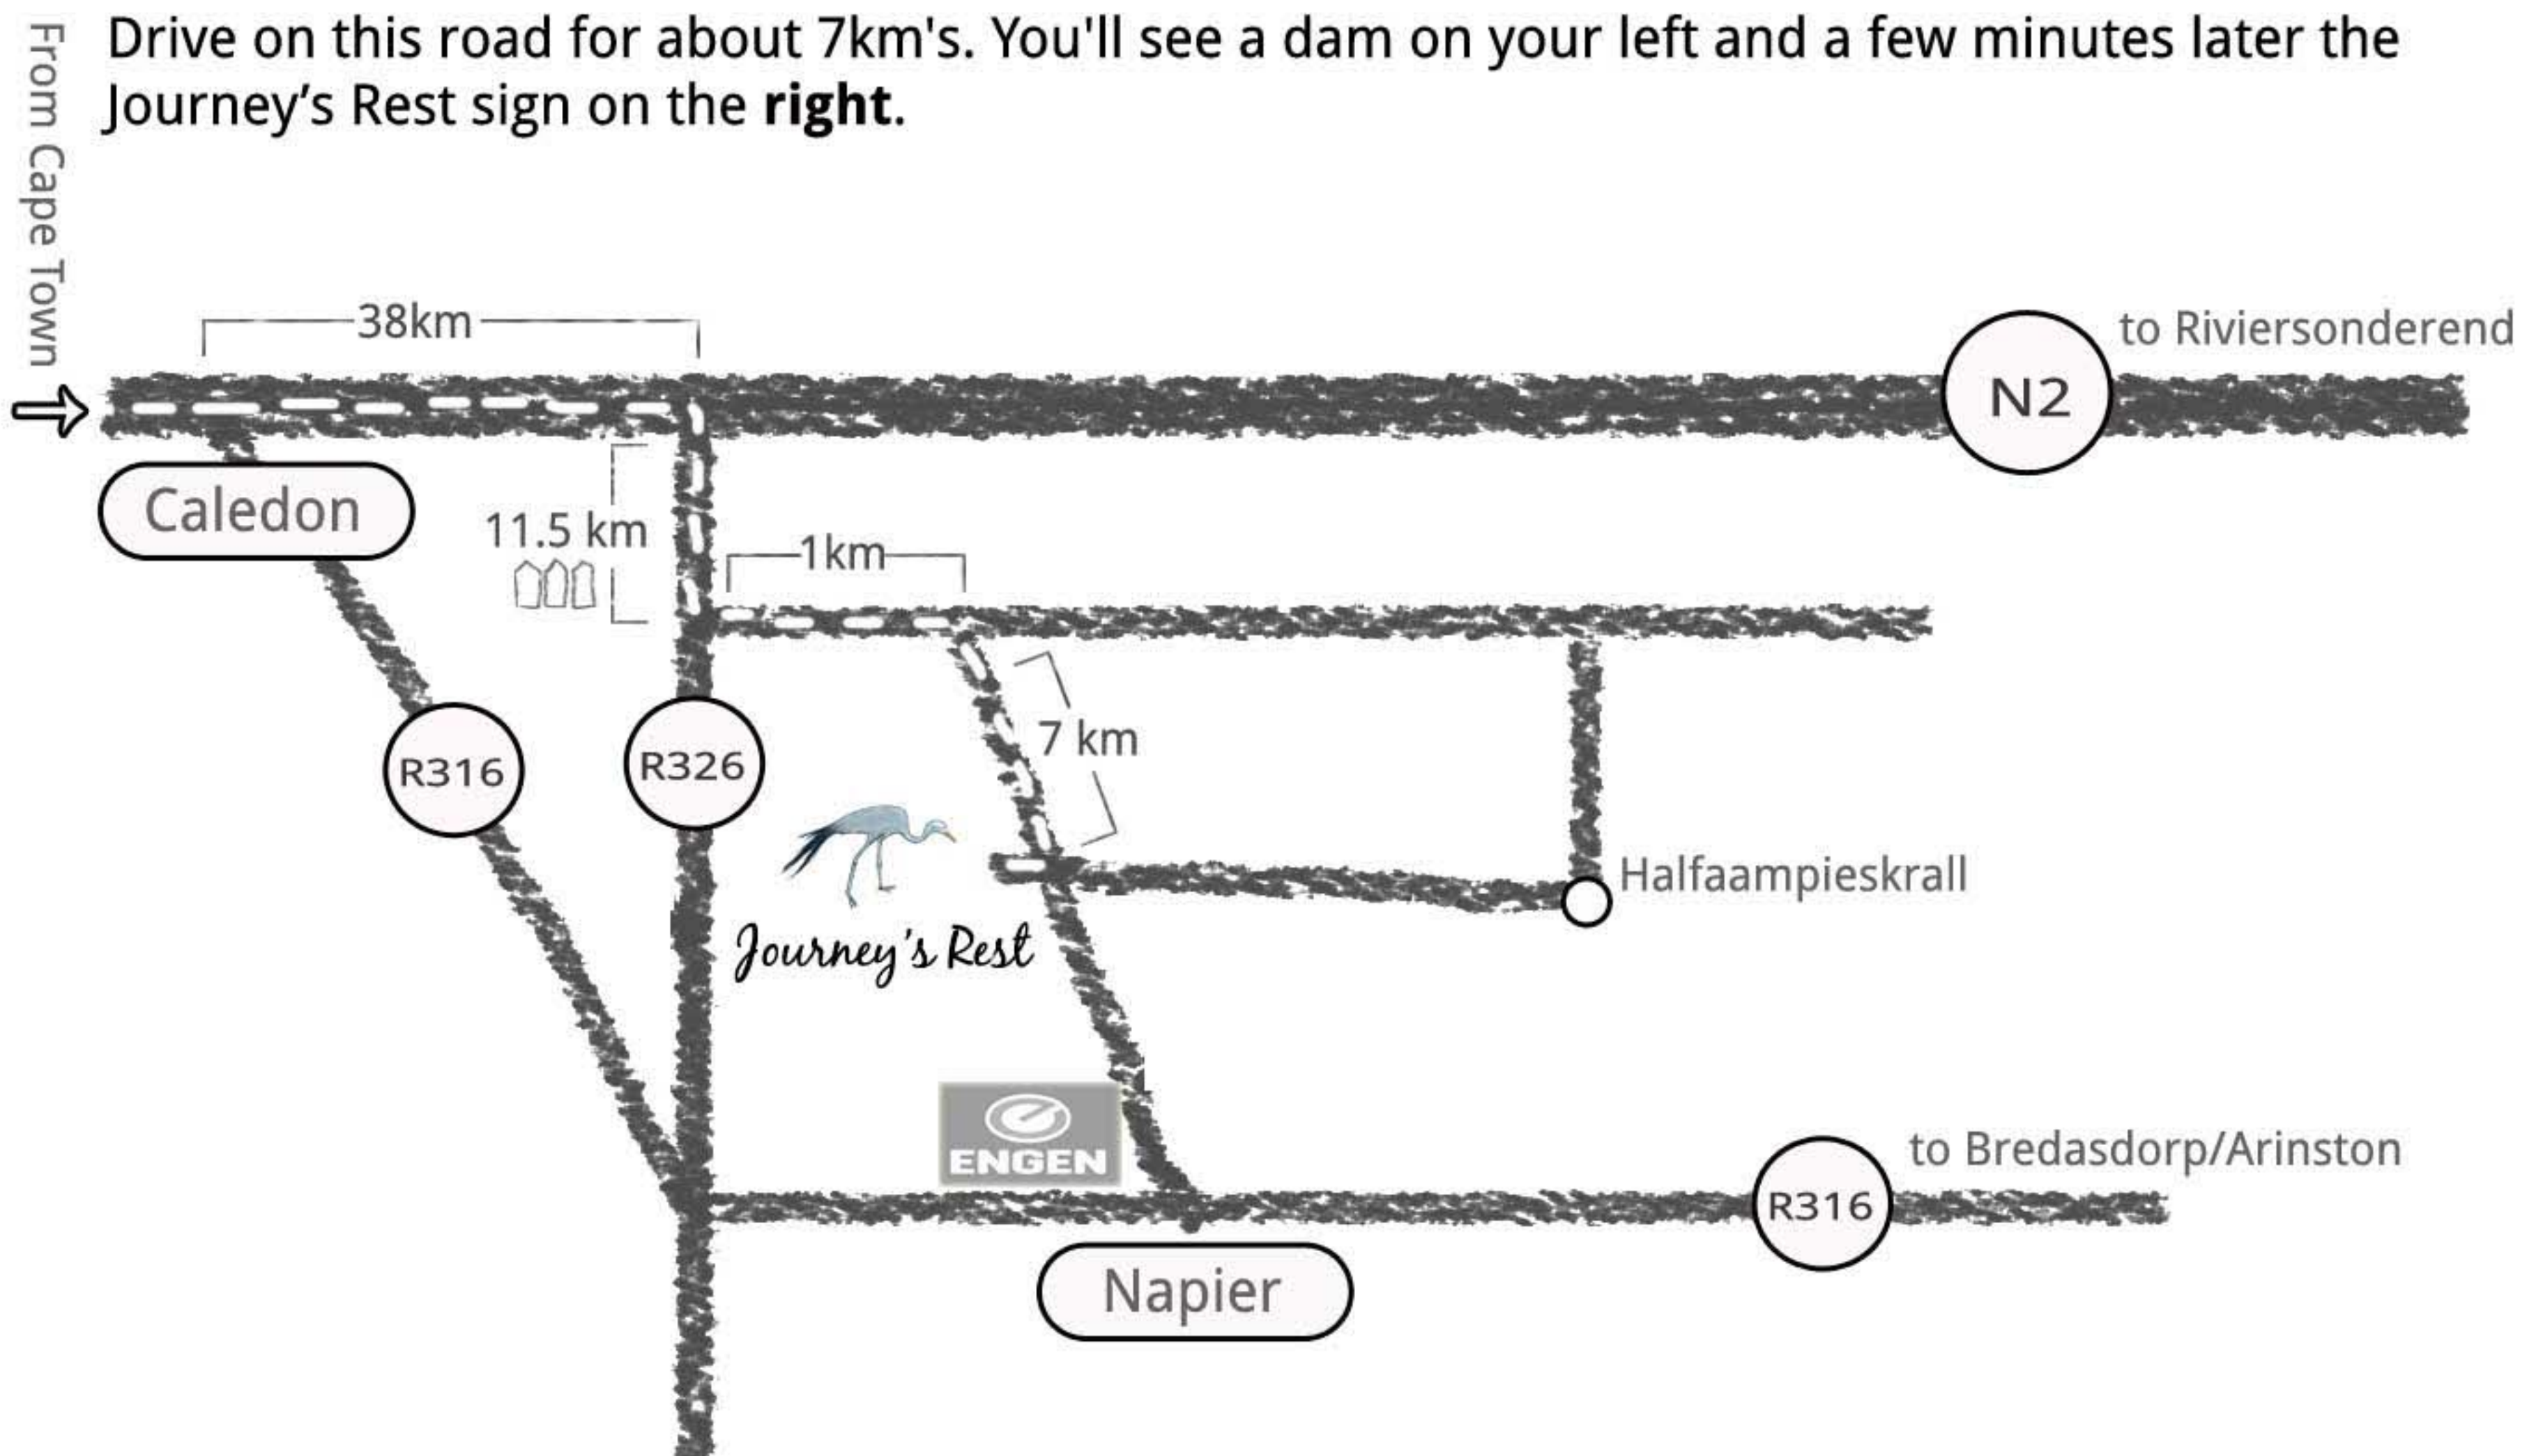 Drive on this road for about 7km's. You'll see a dam on your left and a few minutes later the
Journey's Rest sign on the right.
From Cape Town
38km
to Riviersonderend
N2
Caledon
11.5 km
1km
R316
R326
7 km
Halfaampieskrall
Journey's Rest
ENGEN
to Bredasdorp/Arinston
R316
Napier